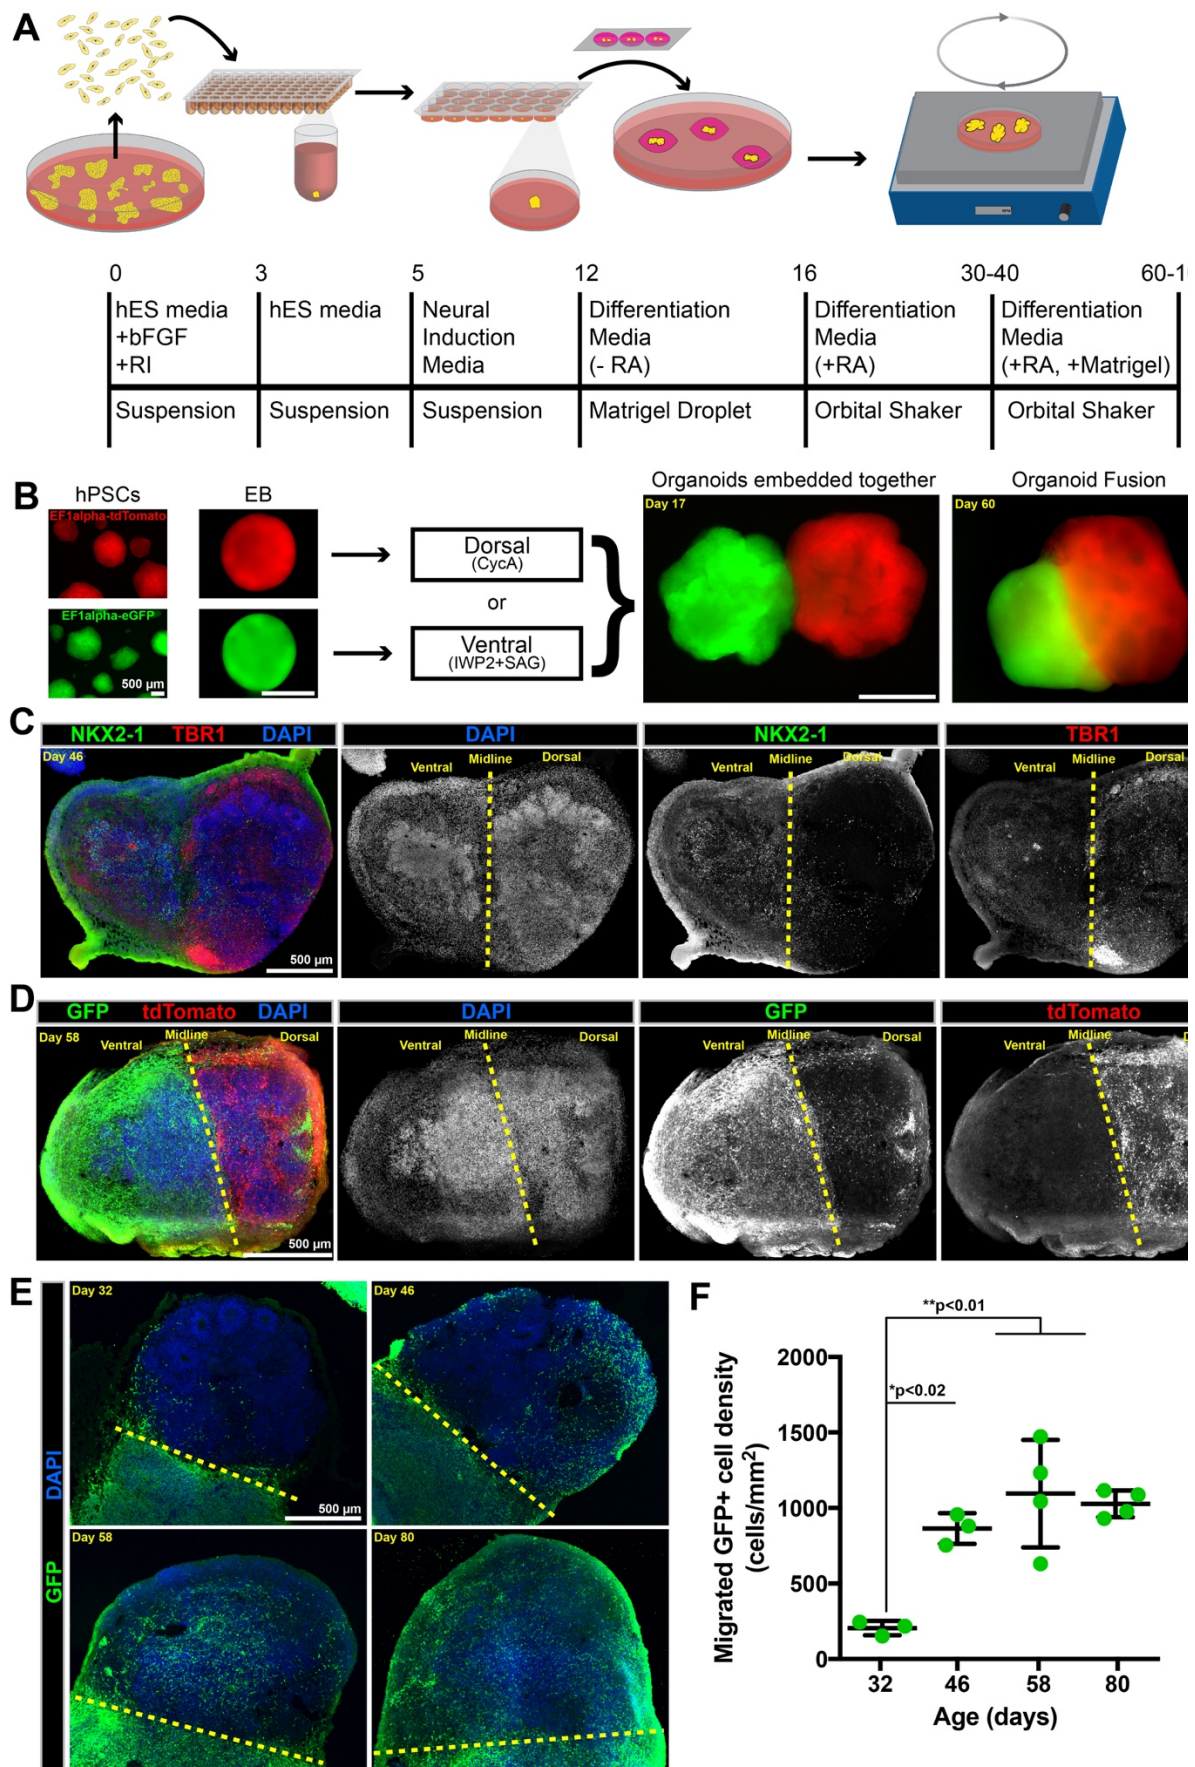 A
0 3 5 12 16 30-40 60-1
hES media hES media Neural Differentiation Differentiation Differentiation
+bFGF Induction Media Media Media
+RI Media (- RA) (+RA) (+RA, +Matrigel)
Suspension Suspension Suspension Matrigel Droplet Orbital Shaker Orbital Shaker
B
hPSCs EB Organoids embedded together Organoid Fusion
EF1alpha-tdTomato
EF1alpha-eGFP
500 µm
Dorsal
(CycA)
or
Ventral
(IWP2+SAG)
Day 17
Day 60
C
NKX2-1 TBR1 DAPI DAPI NKX2-1 TBR1
Day 46
500 µm
Ventral Midline Dorsal
Ventral Midline Dorsal
Ventral Midline Dorsal
D
GFP tdTomato DAPI DAPI GFP tdTomato
Day 58
Ventral Midline Dorsal
500 µm
Ventral Midline Dorsal
Ventral Midline Dorsal
Ventral Midline D
E
GFP DAPI
Day 32
500 µm
Day 46
Day 58
Day 80
F
**p<0.01
*p<0.02
Migrated GFP+ cell density
(cells/mm²)
2000
1500
1000
500
0
32 46 58 80
Age (days)